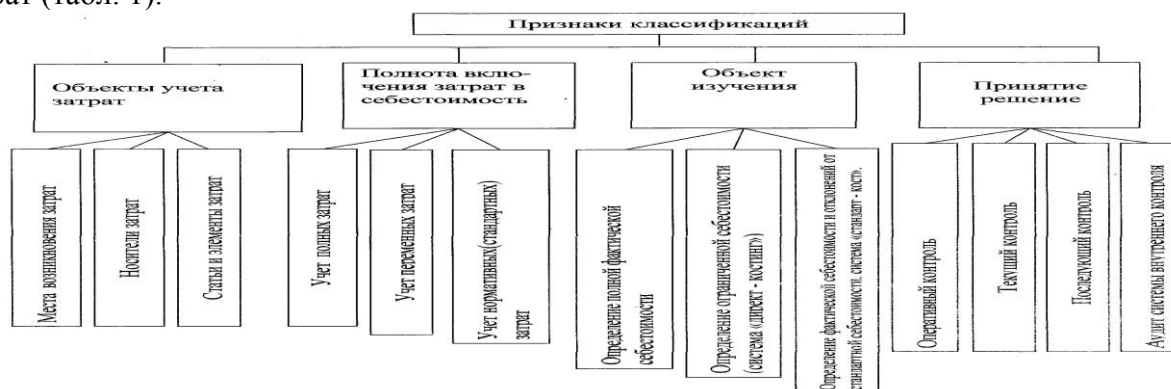 рат (табл. 1).
Признаки классификаций
Объекты учета
затрат
Полнота вклю-
чения затрат в
себестоимость
Объект
изучения
Принятие
решение
Места возникновения затрат
Носители затрат
Статьи и элементы затрат
Учет полных затрат
Учет переменных затрат
Учет нормативных(стандартных)
затрат
Определение полной фактической
себестоимости
Определение ограниченной себестоимости
(система «директ - костинг»)
Определение фактической себестоимости и отклонений от
стандартной себестоимости, система «стандарт - кост».
Оперативный контроль
Текущий контроль
Последующий контроль
Аудит системы внутреннего контроля